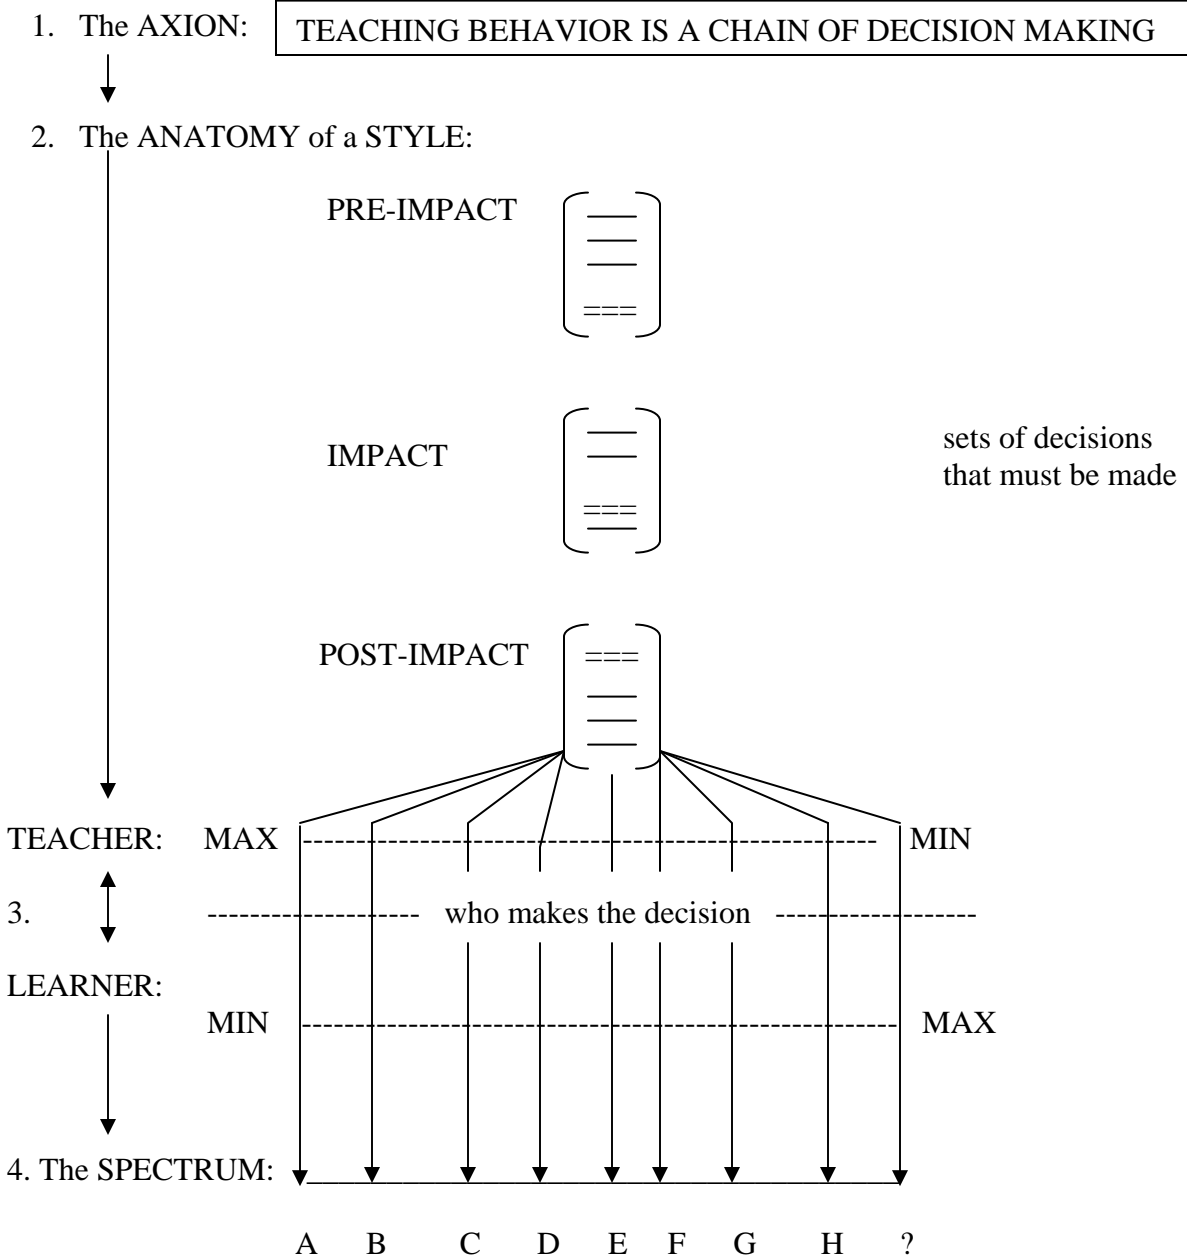 1. The AXION: TEACHING BEHAVIOR IS A CHAIN OF DECISION MAKING
2. The ANATOMY of a STYLE:
PRE-IMPACT
===
IMPACT
sets of decisions
that must be made
===
POST-IMPACT
===
TEACHER: MAX MIN
3. who makes the decision
LEARNER:
MIN MAX
4. The SPECTRUM:
A B C D E F G H ?